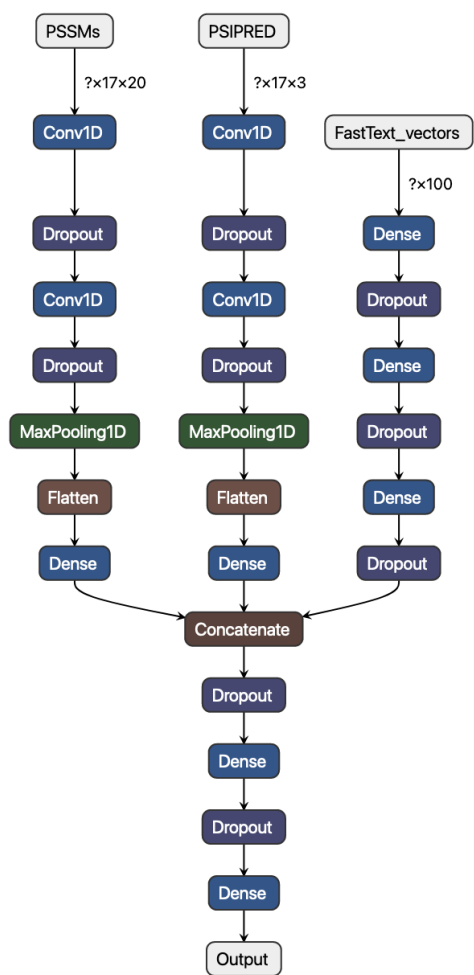 PSSMs
PSIPRED
?×17×20
?×17×3
Conv1D
Conv1D
FastText_vectors
?×100
Dropout
Dropout
Dense
Conv1D
Conv1D
Dropout
Dropout
Dropout
Dense
MaxPooling1D
MaxPooling1D
Dropout
Flatten
Flatten
Dense
Dense
Dense
Dropout
Concatenate
Dropout
Dense
Dropout
Dense
Output